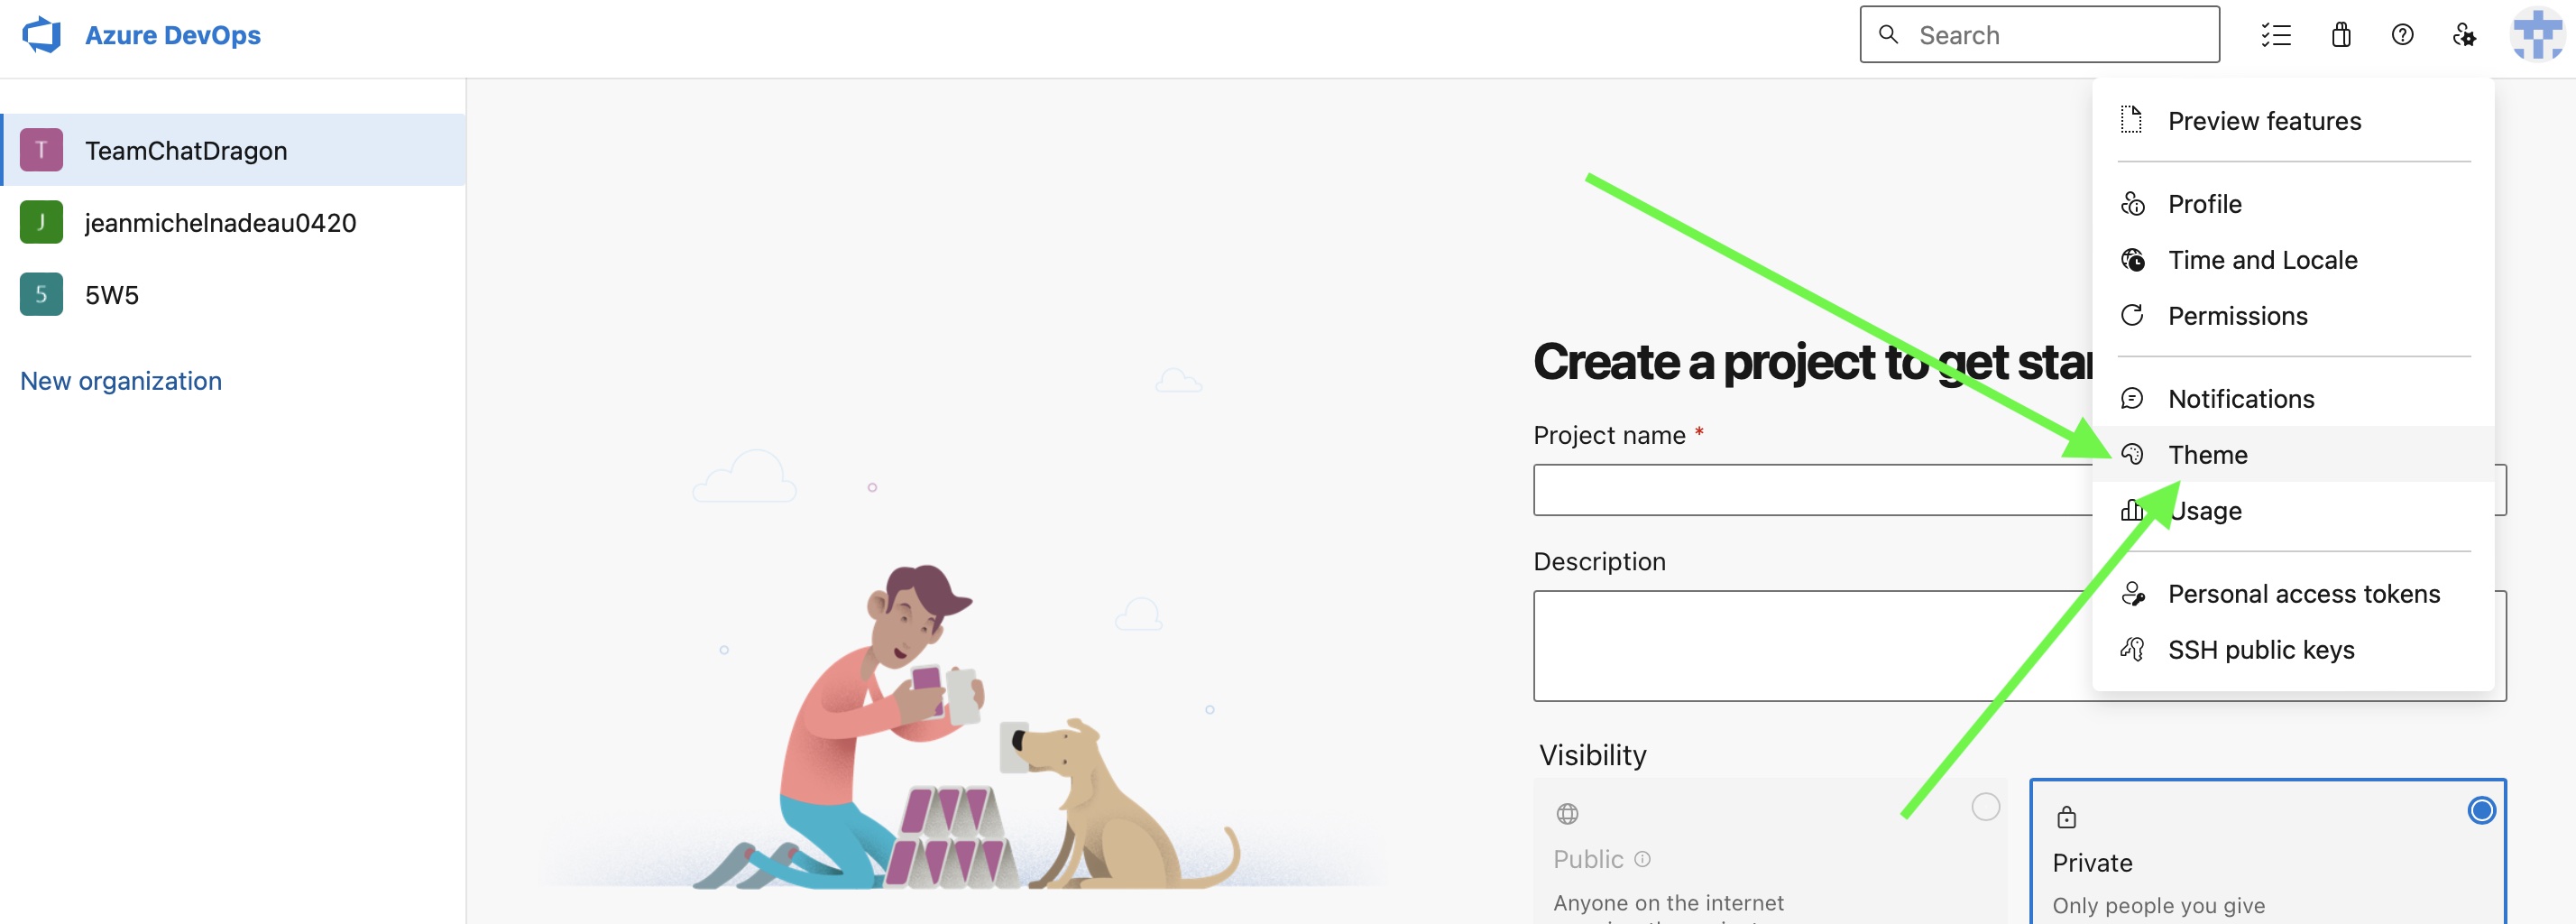 Azure DevOps
Search
T
TeamChatDragon
J
jeanmichelnadeau0420
5
5W5
New organization
Preview features
Profile
Time and Locale
Permissions
Notifications
Theme
Usage
Personal access tokens
SSH public keys
Create a project to get star
Project name *
Description
Visibility
Public
Anyone on the internet
Private
Only people you give